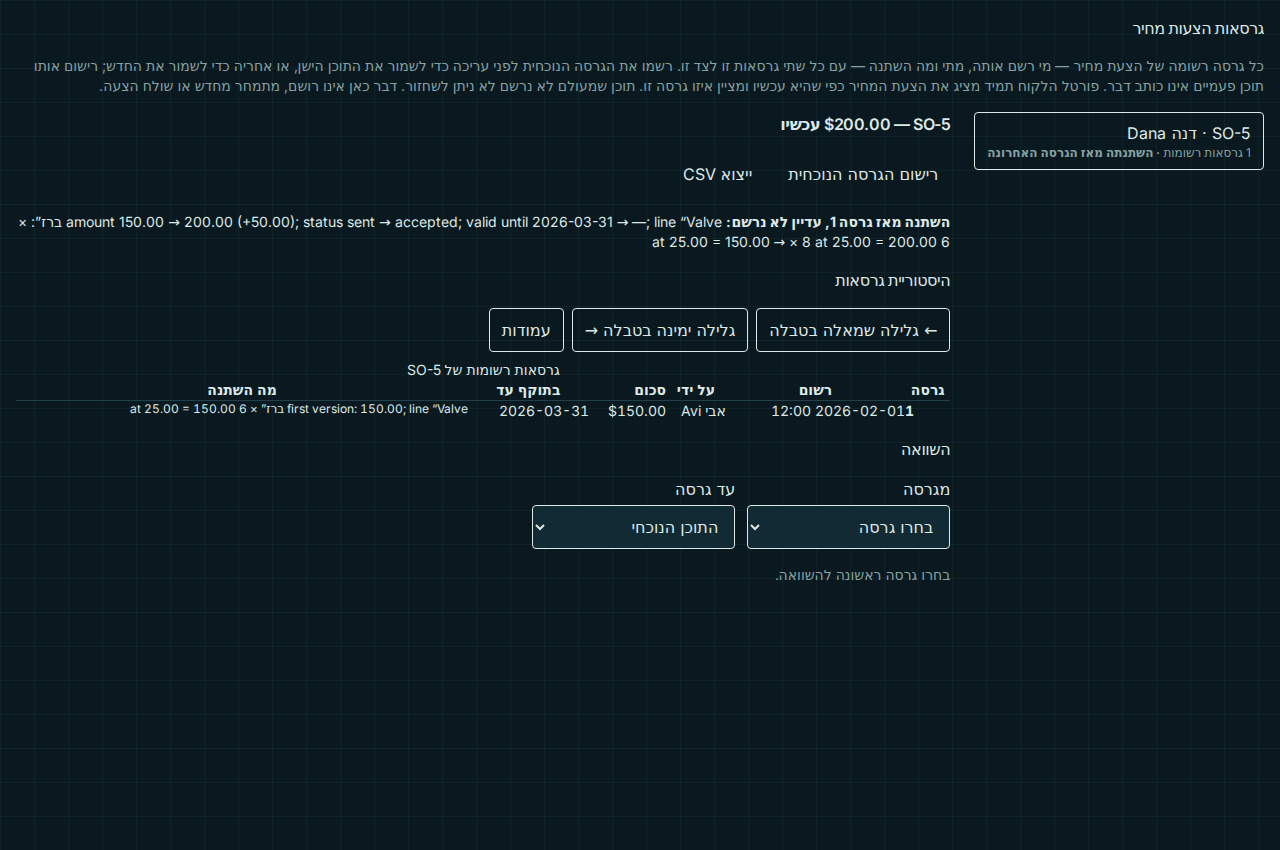 גרסאות הצעות מחיר
כל גרסה רשומה של הצעת מחיר — מי רשם אותה, מתי ומה השתנה — עם כל שתי גרסאות זו לצד זו. רשמו את הגרסה הנוכחית לפני עריכה כדי לשמור את התוכן הישן, או אחריה כדי לשמור את החדש; רישום אותו
תוכן פעמיים אינו כותב דבר. פורטל הלקוח תמיד מציג את הצעת המחיר כפי שהיא עכשיו ומציין איזו גרסה זו. תוכן שמעולם לא נרשם לא ניתן לשחזור. דבר כאן אינו רושם, מתמחר מחדש או שולח הצעה.
SO-5 · דנה Dana
1 גרסאות רשומות · השתנתה מאז הגרסה האחרונה
SO-5 — $200.00 עכשיו
רישום הגרסה הנוכחית
ייצוא CSV
השתנה מאז גרסה 1, עדיין לא נרשם: amount 150.00 → 200.00 (+50.00); status sent → accepted; valid until 2026-03-31 → —; line “Valve ברז”: ×
6 at 25.00 = 150.00 → × 8 at 25.00 = 200.00
היסטוריית גרסאות
← גלילה שמאלה בטבלה
גלילה ימינה בטבלה →
עמודות
גרסאות רשומות של SO-5
גרסה רשום על ידי סכום בתוקף עד מה השתנה
1 2026-02-01 12:00 אבי Avi $150.00 2026-03-31 first version: 150.00; line “Valve ברז” × 6 at 25.00 = 150.00
השוואה
מגרסה
עד גרסה
בחרו גרסה
התוכן הנוכחי
בחרו גרסה ראשונה להשוואה.